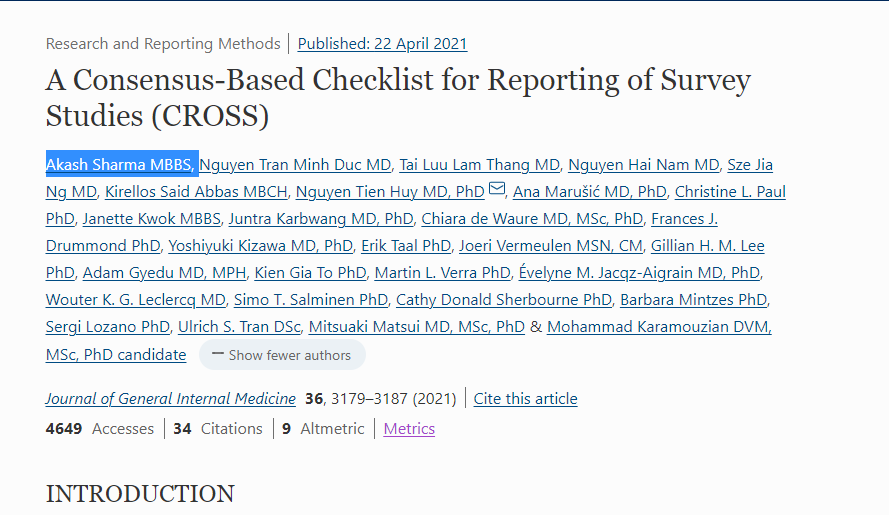 Research and Reporting Methods | Published: 22 April 2021
A Consensus-Based Checklist for Reporting of Survey
Studies (CROSS)
Akash Sharma MBBS, Nguyen Tran Minh Duc MD, Tai Luu Lam Thang MD, Nguyen Hai Nam MD, Sze Jia
Ng MD, Kirellos Said Abbas MBCH, Nguyen Tien Huy MD, PhD, Ana Marušić MD, PhD, Christine L. Paul
PhD, Janette Kwok MBBS, Juntra Karbwang MD, PhD, Chiara de Waure MD, MSc, PhD, Frances J.
Drummond PhD, Yoshiyuki Kizawa MD, PhD, Erik Taal PhD, Joeri Vermeulen MSN, CM, Gillian H. M. Lee
PhD, Adam Gyedu MD, MPH, Kien Gia To PhD, Martin L. Verra PhD, Évelyne M. Jacqz-Aigrain MD, PhD,
Wouter K. G. Leclercq MD, Simo T. Salminen PhD, Cathy Donald Sherbourne PhD, Barbara Mintzes PhD,
Sergi Lozano PhD, Ulrich S. Tran DSc, Mitsuaki Matsui MD, MSc, PhD & Mohammad Karamouzian DVM,
MSc, PhD candidate — Show fewer authors
Journal of General Internal Medicine 36, 3179–3187 (2021) | Cite this article
4649 Accesses | 34 Citations | 9 Altmetric | Metrics
INTRODUCTION